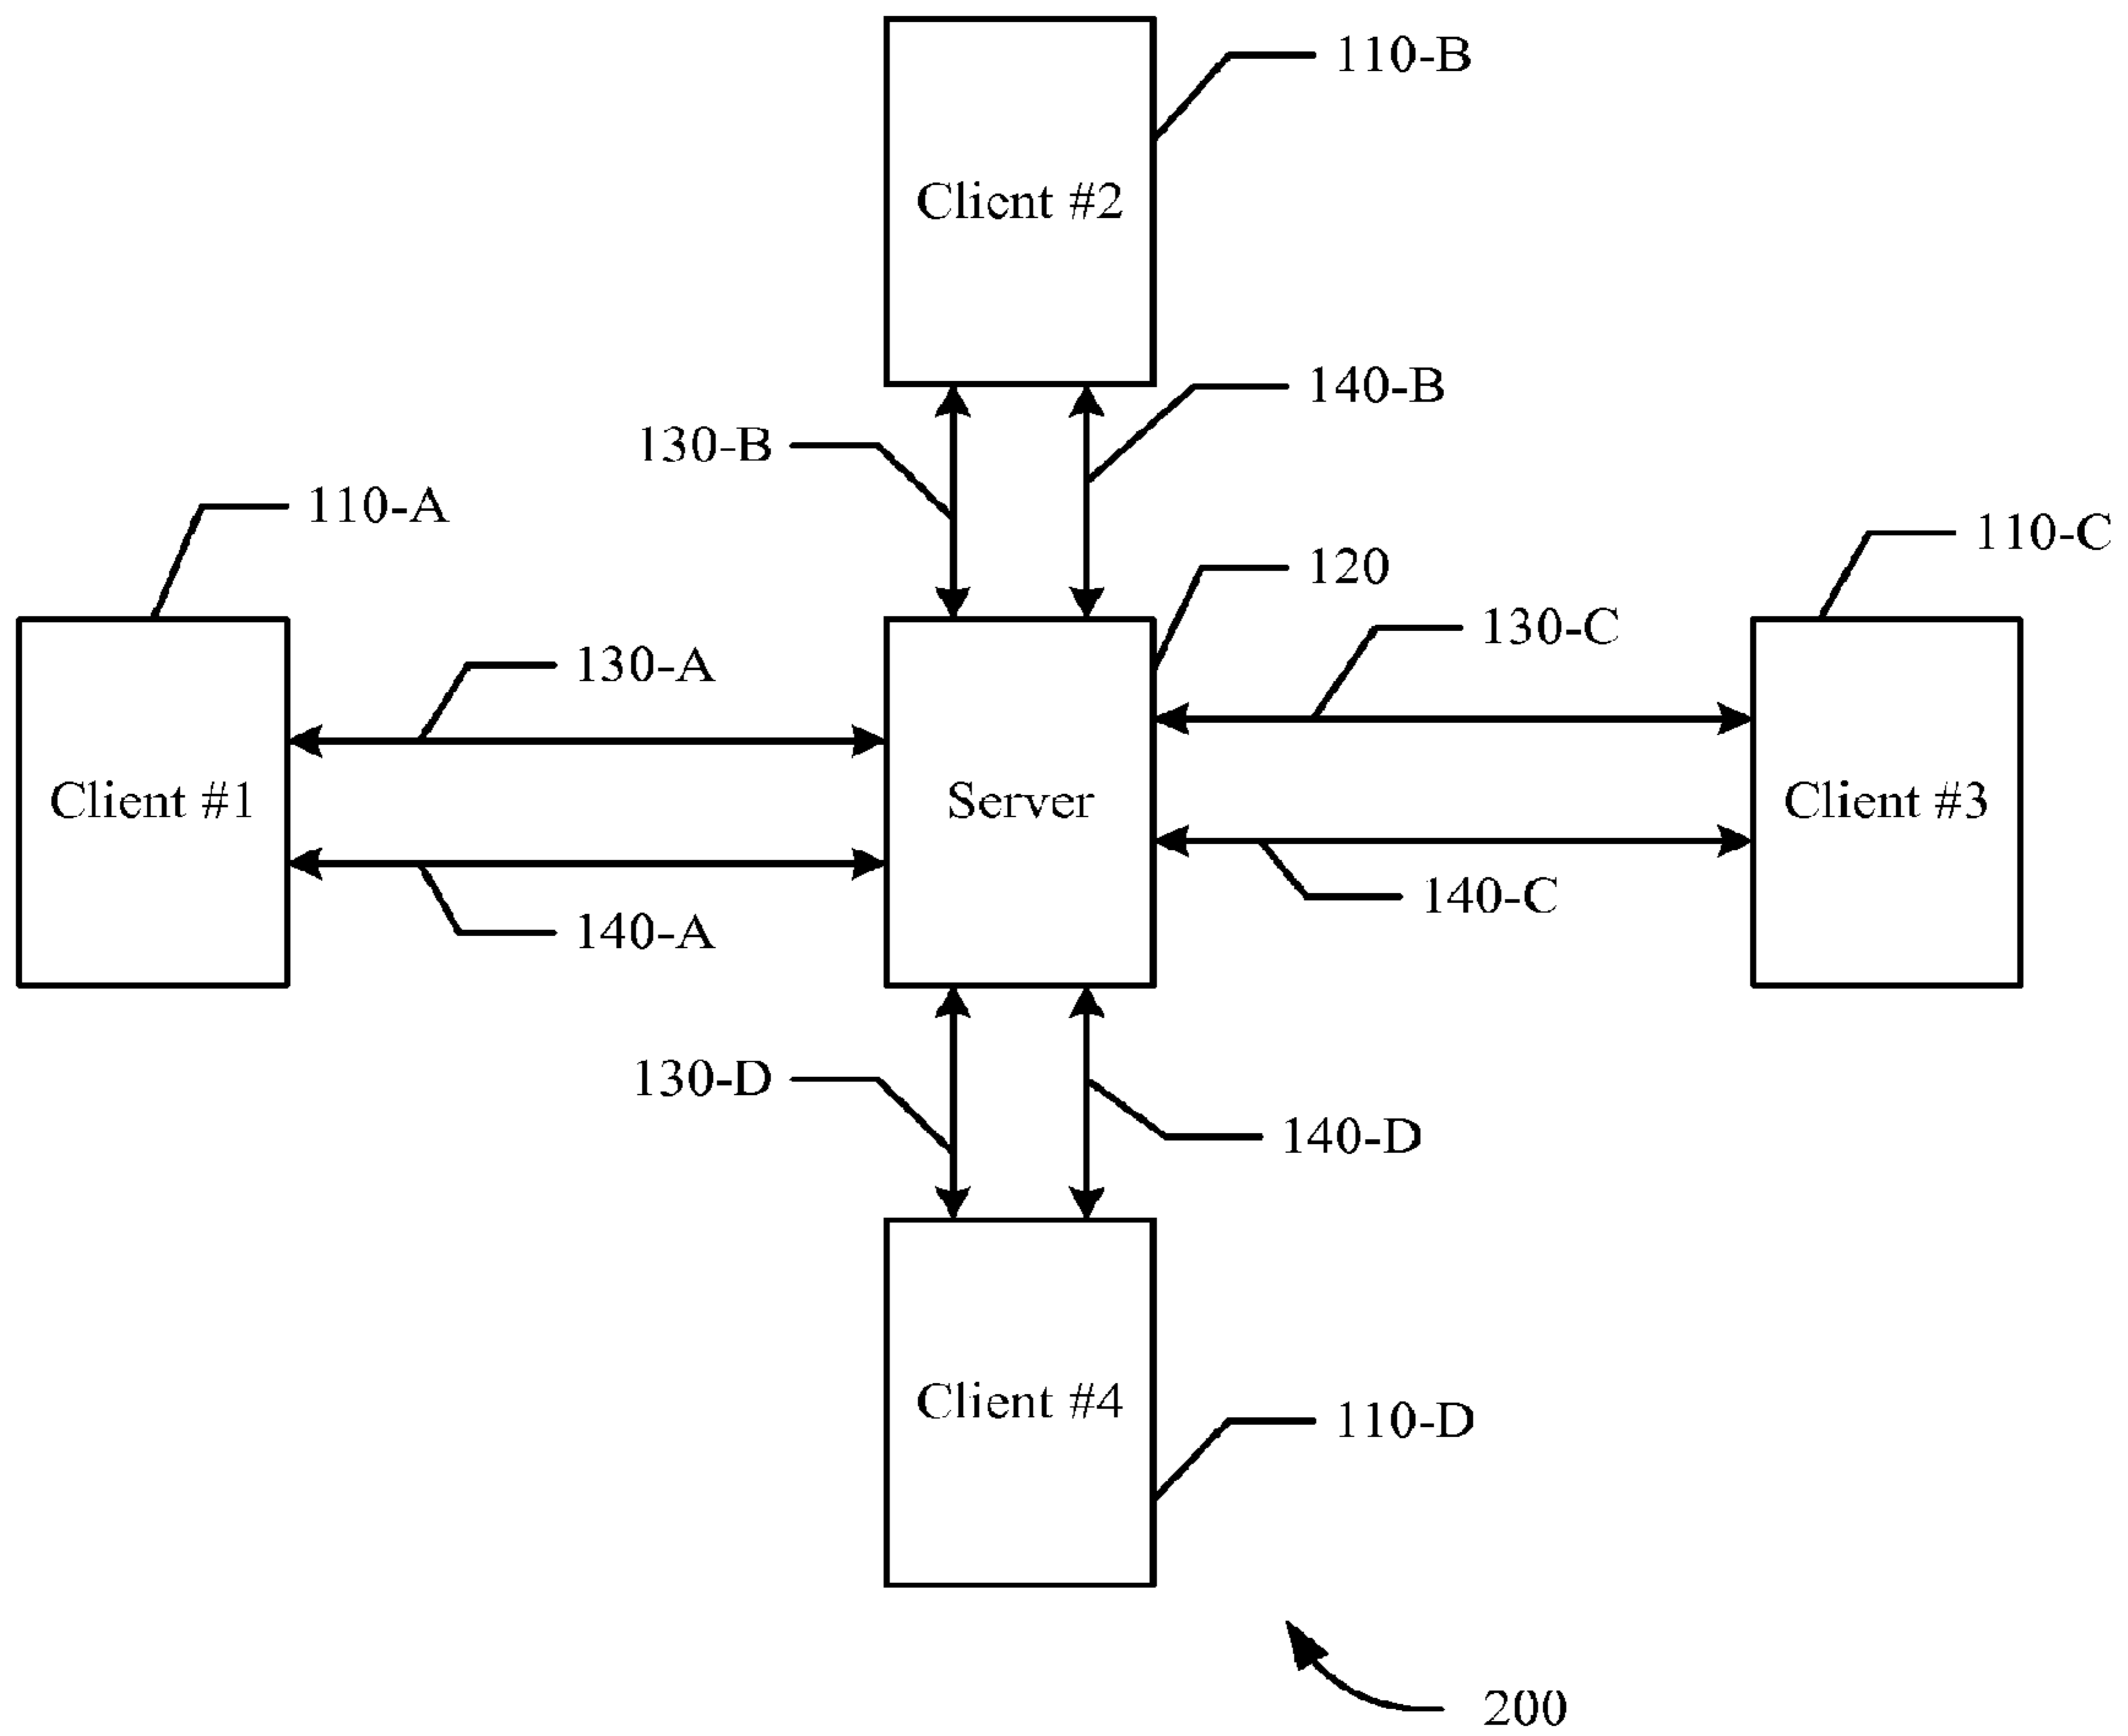 110-B
Client #2
140-B
130-B
110-A
110-C
120
130-C
130-A
Client #1
Server
Client #3
140-C
140-A
130-D
140-D
Client #4
110-D
200